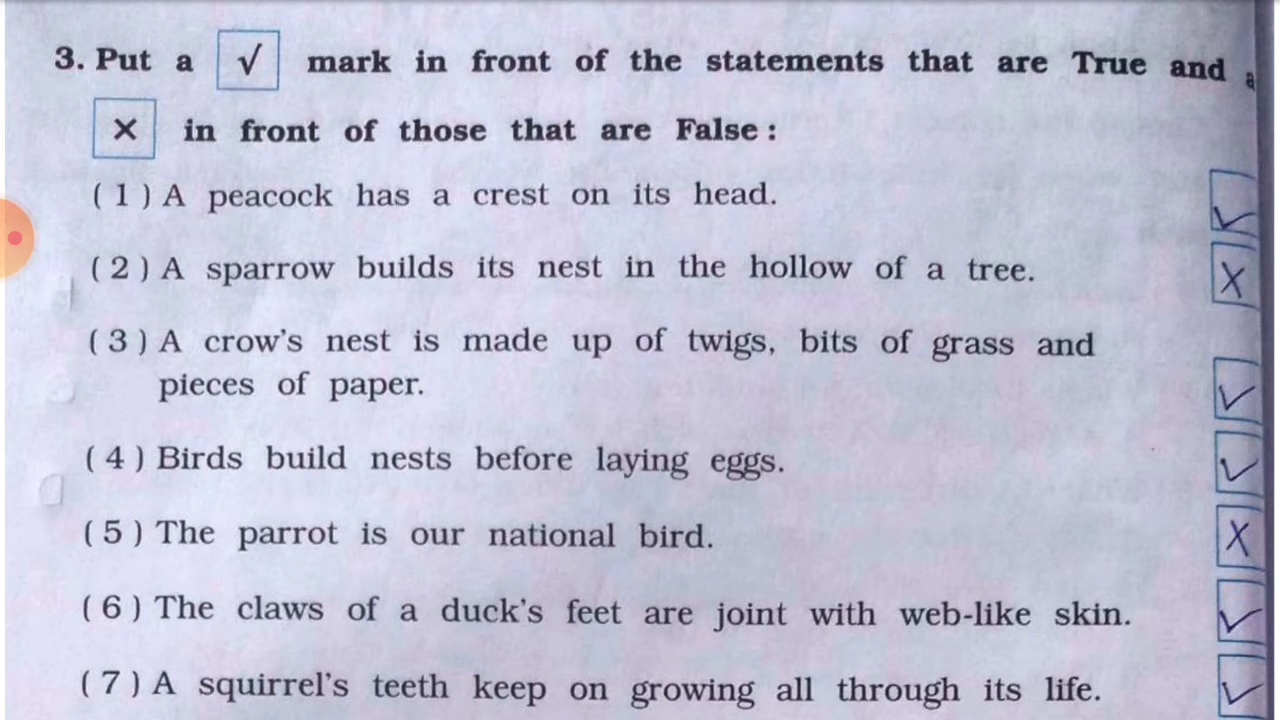 3. Put a √ mark in front of the statements that are True and a
× in front of those that are False :
( 1 ) A peacock has a crest on its head. ✓
( 2 ) A sparrow builds its nest in the hollow of a tree. X
( 3 ) A crow's nest is made up of twigs, bits of grass and
pieces of paper. ✓
( 4 ) Birds build nests before laying eggs. ✓
( 5 ) The parrot is our national bird. X
( 6 ) The claws of a duck's feet are joint with web-like skin. ✓
( 7 ) A squirrel's teeth keep on growing all through its life. ✓